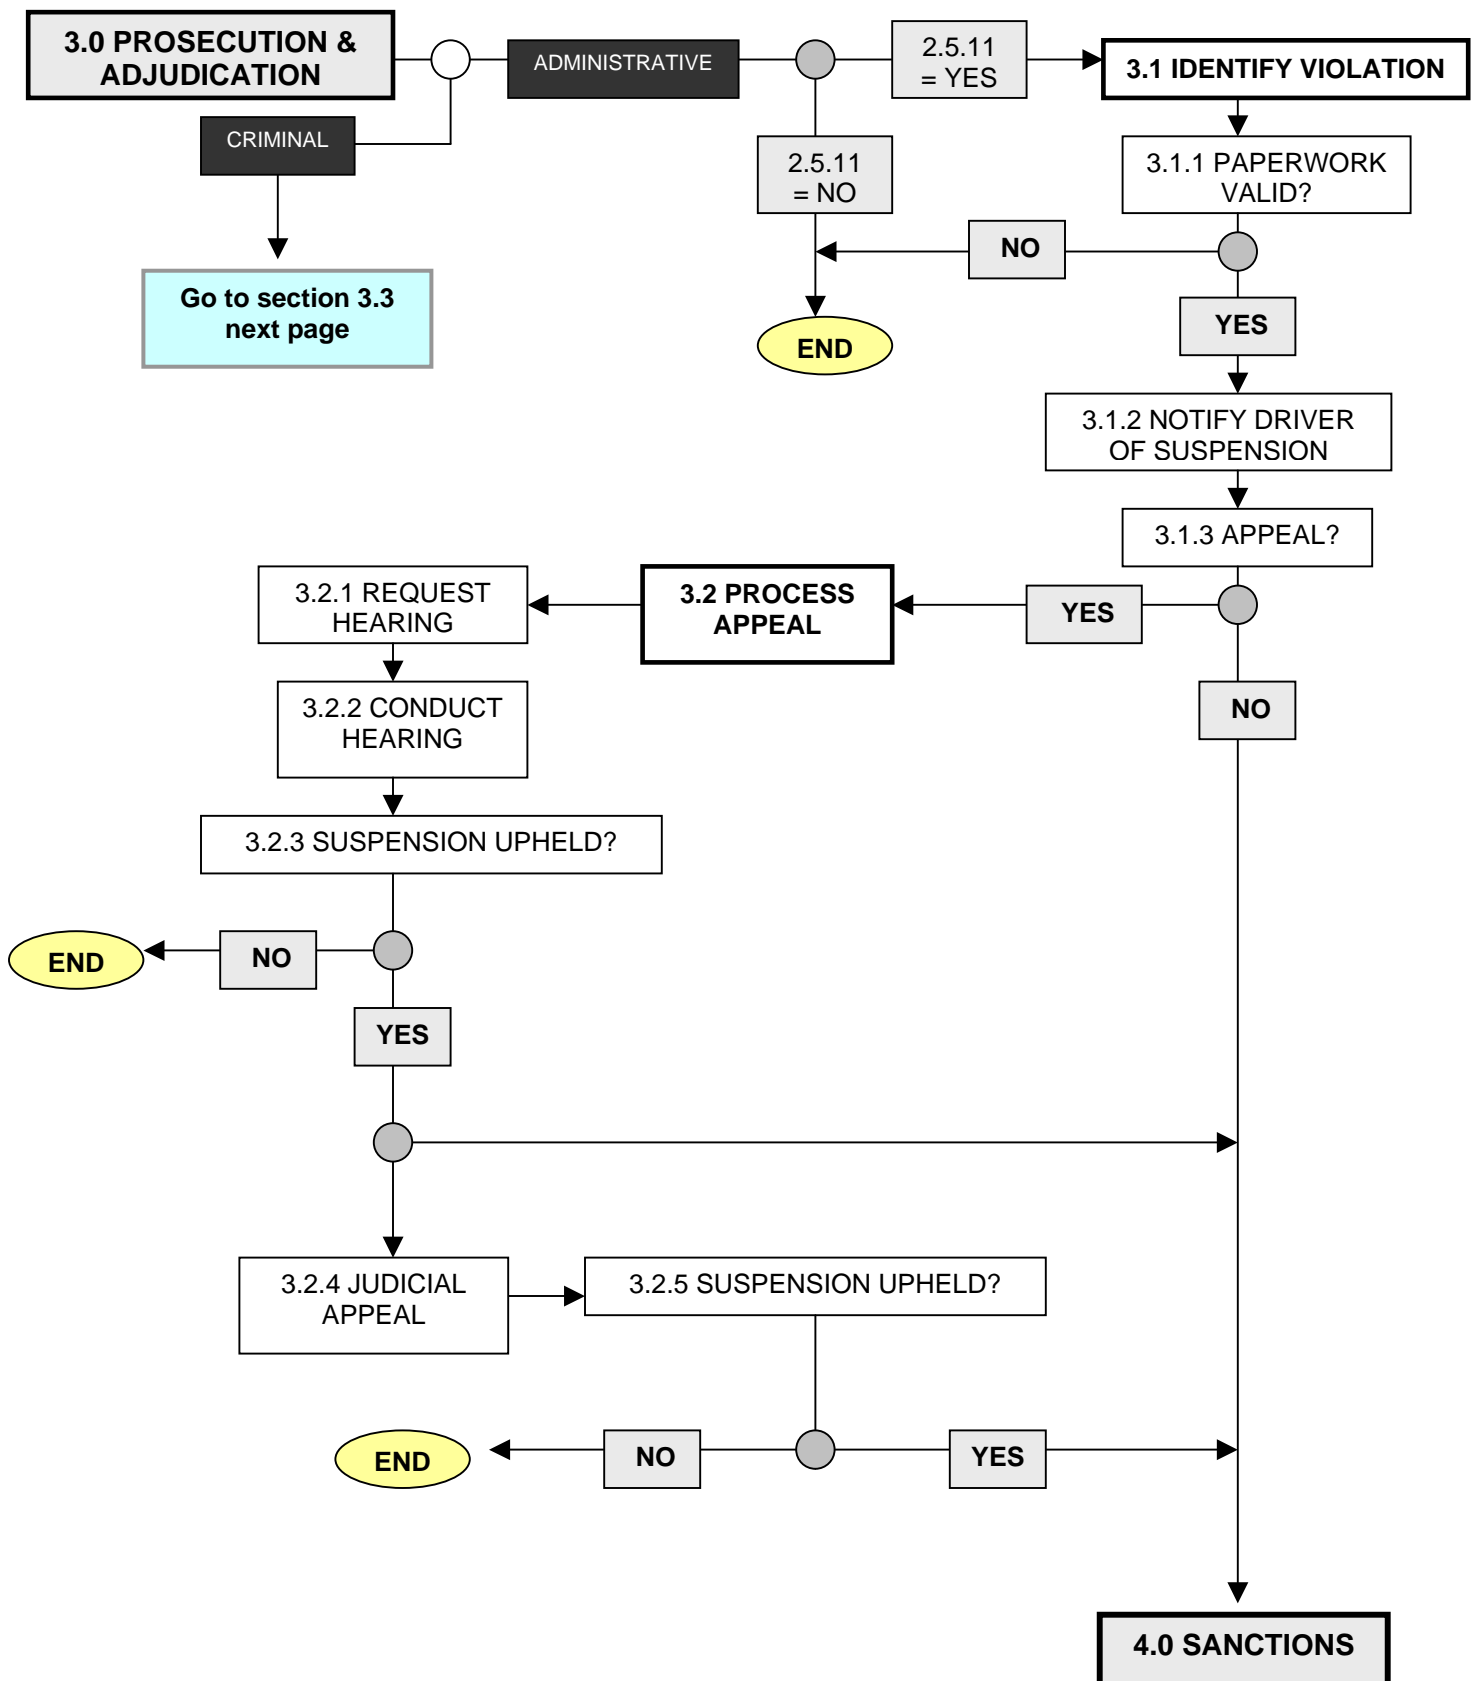 3.0 PROSECUTION &
ADJUDICATION
ADMINISTRATIVE
2.5.11
= YES
3.1 IDENTIFY VIOLATION
CRIMINAL
2.5.11
= NO
3.1.1 PAPERWORK
VALID?
NO
Go to section 3.3
next page
YES
END
3.1.2 NOTIFY DRIVER
OF SUSPENSION
3.1.3 APPEAL?
3.2.1 REQUEST
HEARING
3.2 PROCESS
APPEAL
YES
3.2.2 CONDUCT
HEARING
NO
3.2.3 SUSPENSION UPHELD?
END
NO
YES
3.2.4 JUDICIAL
APPEAL
3.2.5 SUSPENSION UPHELD?
END
NO
YES
4.0 SANCTIONS